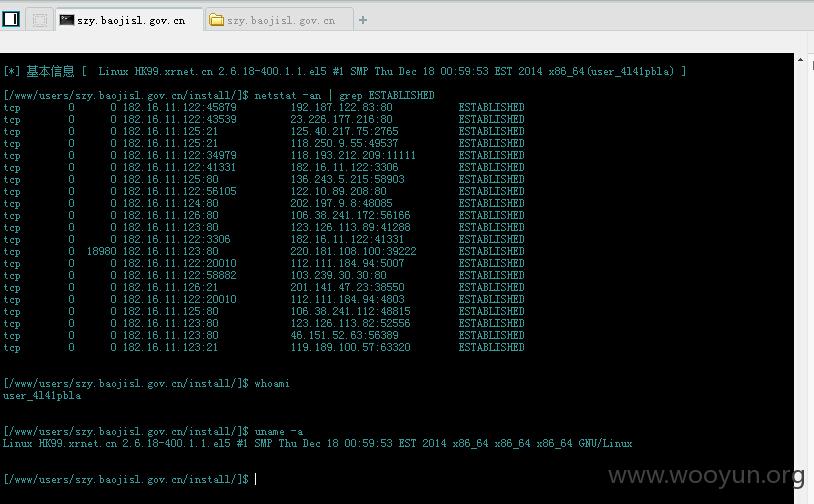 szy.baojisl.gov.cn szy.baojisl.gov.cn +
[*] 基本信息 [ Linux HK99.xrnet.cn 2.6.18-400.1.1.el5 #1 SMP Thu Dec 18 00:59:53 EST 2014 x86_64(user_4l41pbla) ]
[/www/users/szy.baojisl.gov.cn/install/]$ netstat -an | grep ESTABLISHED
tcp 0 0 182.16.11.122:45879 192.187.122.83:80 ESTABLISHED
tcp 0 0 182.16.11.122:43539 23.226.177.216:80 ESTABLISHED
tcp 0 0 182.16.11.125:21 125.40.217.75:2765 ESTABLISHED
tcp 0 0 182.16.11.125:21 118.250.9.55:49537 ESTABLISHED
tcp 0 0 182.16.11.122:34979 118.193.212.209:11111 ESTABLISHED
tcp 0 0 182.16.11.122:41331 182.16.11.122:3306 ESTABLISHED
tcp 0 0 182.16.11.125:80 136.243.5.215:58903 ESTABLISHED
tcp 0 0 182.16.11.122:56105 122.10.89.208:80 ESTABLISHED
tcp 0 0 182.16.11.124:80 202.197.9.8:48085 ESTABLISHED
tcp 0 0 182.16.11.126:80 106.38.241.172:56166 ESTABLISHED
tcp 0 0 182.16.11.123:80 123.126.113.89:41288 ESTABLISHED
tcp 0 0 182.16.11.122:3306 182.16.11.122:41331 ESTABLISHED
tcp 0 18980 182.16.11.123:80 220.181.108.100:39222 ESTABLISHED
tcp 0 0 182.16.11.122:20010 112.111.184.94:5007 ESTABLISHED
tcp 0 0 182.16.11.122:58882 103.239.30.30:80 ESTABLISHED
tcp 0 0 182.16.11.126:21 201.141.47.23:38550 ESTABLISHED
tcp 0 0 182.16.11.122:20010 112.111.184.94:4803 ESTABLISHED
tcp 0 0 182.16.11.125:80 106.38.241.112:48815 ESTABLISHED
tcp 0 0 182.16.11.123:80 123.126.113.82:52556 ESTABLISHED
tcp 0 0 182.16.11.123:80 46.151.52.63:56389 ESTABLISHED
tcp 0 0 182.16.11.123:21 119.189.100.57:63320 ESTABLISHED
[/www/users/szy.baojisl.gov.cn/install/]$ whoami
user_4l41pbla
[/www/users/szy.baojisl.gov.cn/install/]$ uname -a
Linux HK99.xrnet.cn 2.6.18-400.1.1.el5 #1 SMP Thu Dec 18 00:59:53 EST 2014 x86_64 x86_64 x86_64 GNU/Linux
[/www/users/szy.baojisl.gov.cn/install/]$
www.wooyun.org